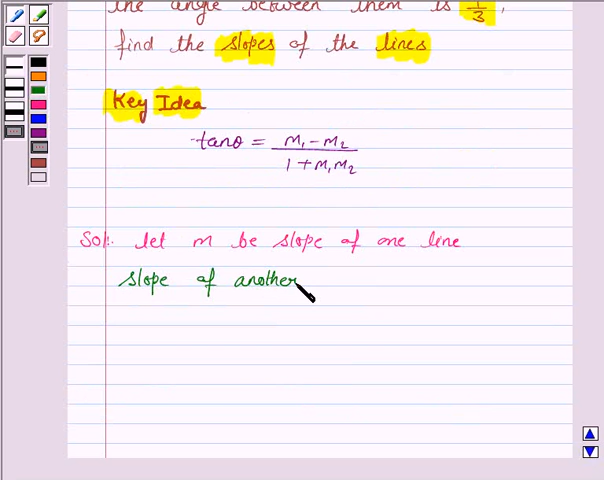 the angle between them is 1/3,
find the slopes of the lines
Key Idea
tanθ = m₁ - m₂ / 1 + m₁m₂
Sol: let m be slope of one line
slope of another